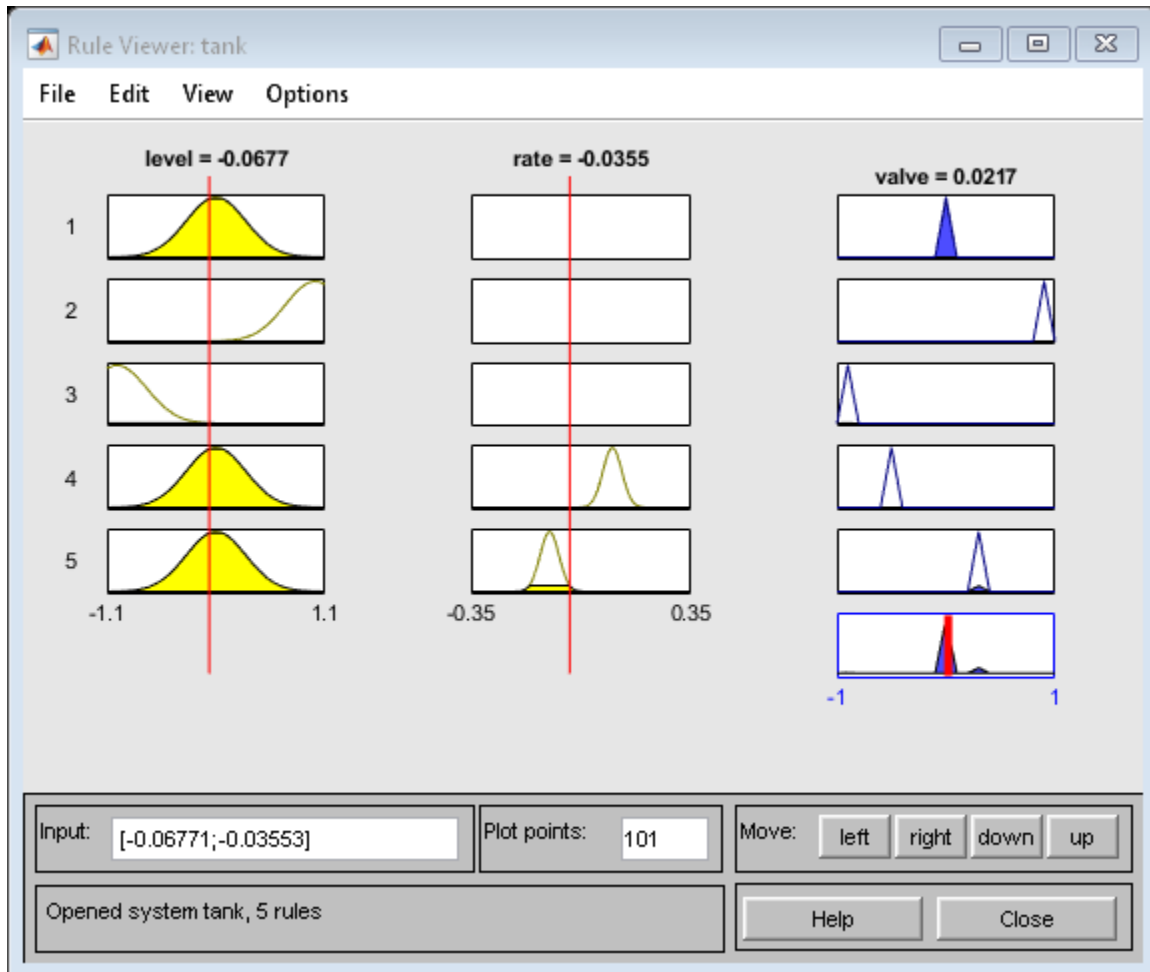 Rule Viewer: tank
File Edit View Options
level = -0.0677
rate = -0.0355
valve = 0.0217
1
2
3
4
5
-1.1 1.1
-0.35 0.35
-1 1
Input: [-0.06771;-0.03553]
Plot points: 101
Move: left right down up
Opened system tank, 5 rules
Help Close